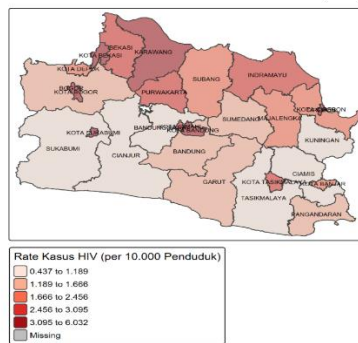 BEKASI
KARAWANG
KOTA BEKASI
KOTA DEPOK
SUBANG
INDRAMAYU
PURWAKARTA
BOGOR
KOTA BOGOR
SUMEDANG
MAJALENGKA
KOTA SUKABUMI
KUNINGAN
SUKABUMI
CIANJUR
BANDUNG
CIAMIS
KOTA BANJAR
GARUT
KOTA TASIKMALAYA
TASIKMALAYA
PANGANDARAN
Rate Kasus HIV (per 10.000 Penduduk)
0.437 to 1.189
1.189 to 1.666
1.666 to 2.456
2.456 to 3.095
3.095 to 6.032
Missing